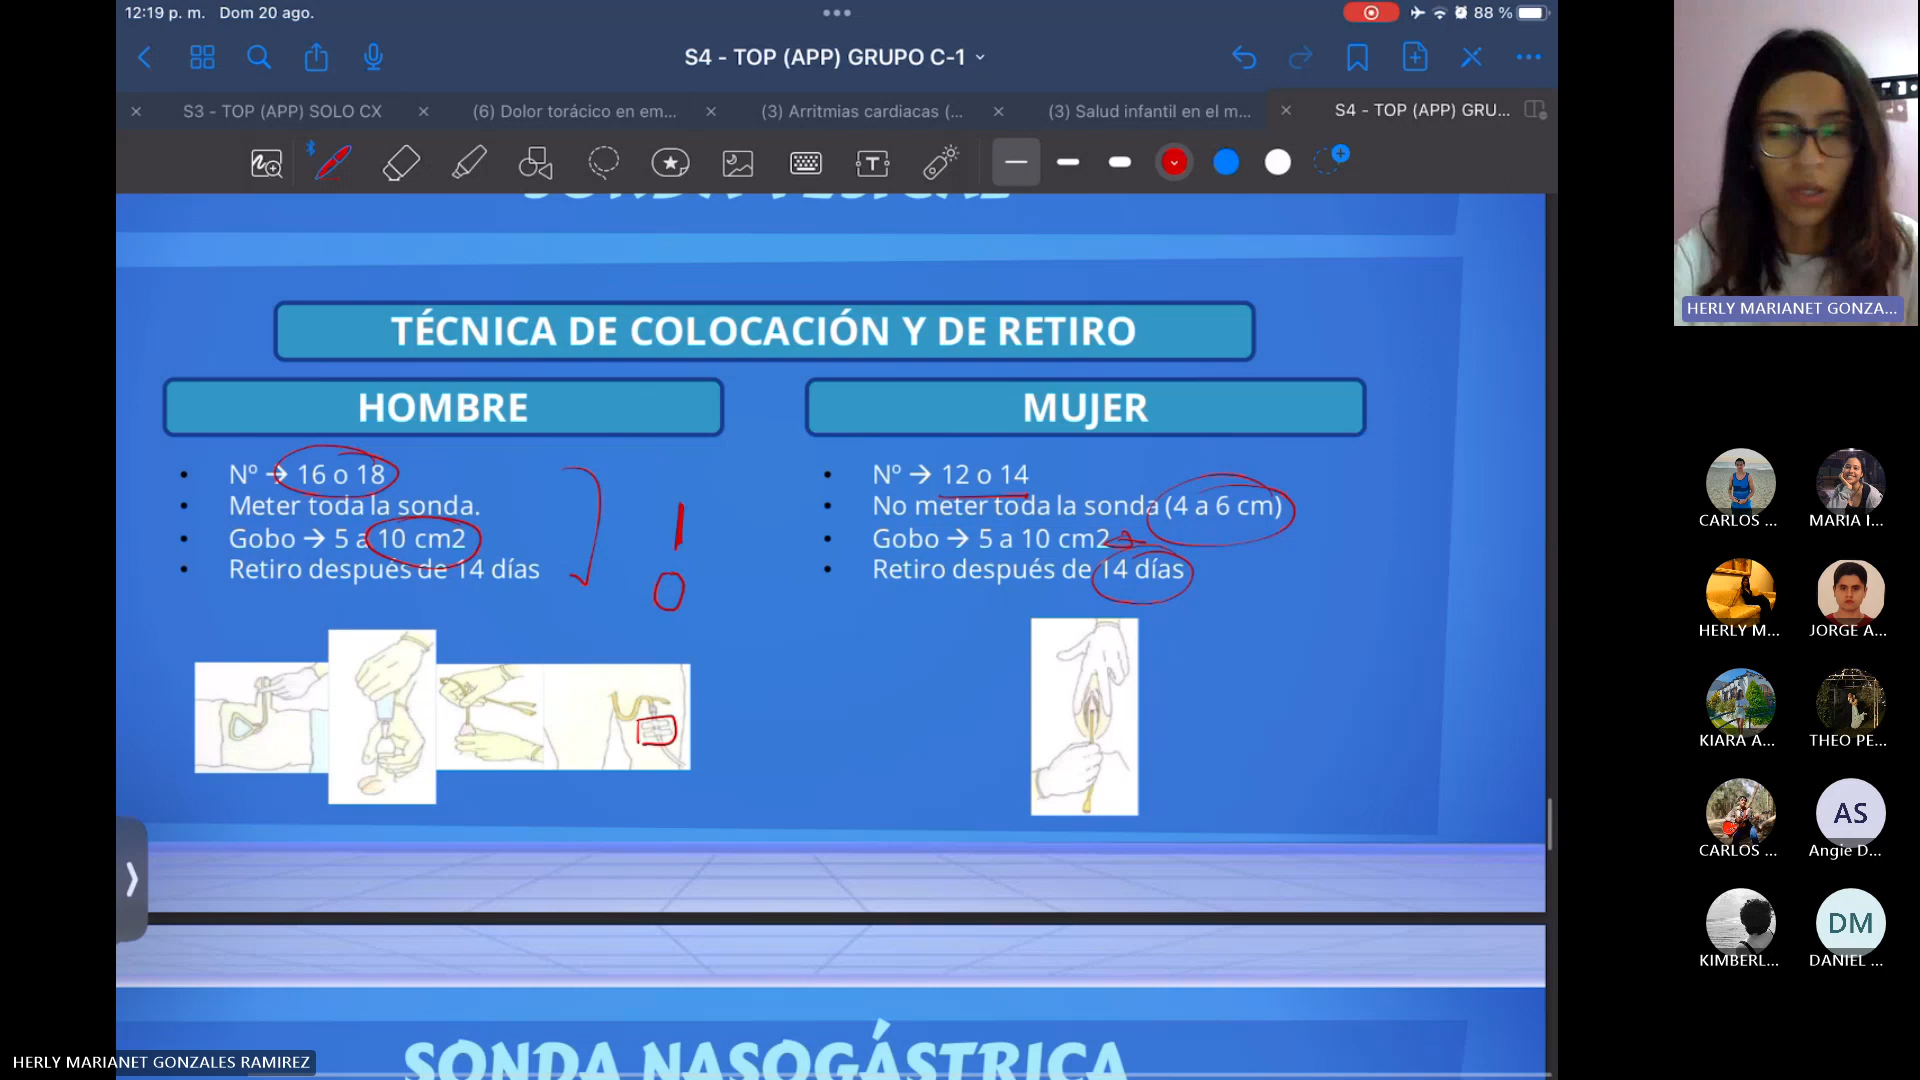 12:19 p. m. Dom 20 ago.
88 %
S4 - TOP (APP) GRUPO C-1
S3 - TOP (APP) SOLO CX
(6) Dolor torácico en em...
(3) Arritmias cardiacas (...
(3) Salud infantil en el m...
S4 - TOP (APP) GRU...
TÉCNICA DE COLOCACIÓN Y DE RETIRO
HOMBRE
• Nº → 16 o 18
• Meter toda la sonda.
• Gobo → 5 a 10 cm2
• Retiro después de 14 días
MUJER
• Nº → 12 o 14
• No meter toda la sonda (4 a 6 cm)
• Gobo → 5 a 10 cm2
• Retiro después de 14 días
!
SONDA NASOGÁSTRICA
HERLY MARIANET GONZALES RAMIREZ
HERLY MARIANET GONZA...
CARLOS ...
MARIA I...
HERLY M...
JORGE A...
KIARA A...
THEO PE...
CARLOS ...
AS
Angie D...
KIMBERL...
DM
DANIEL ...